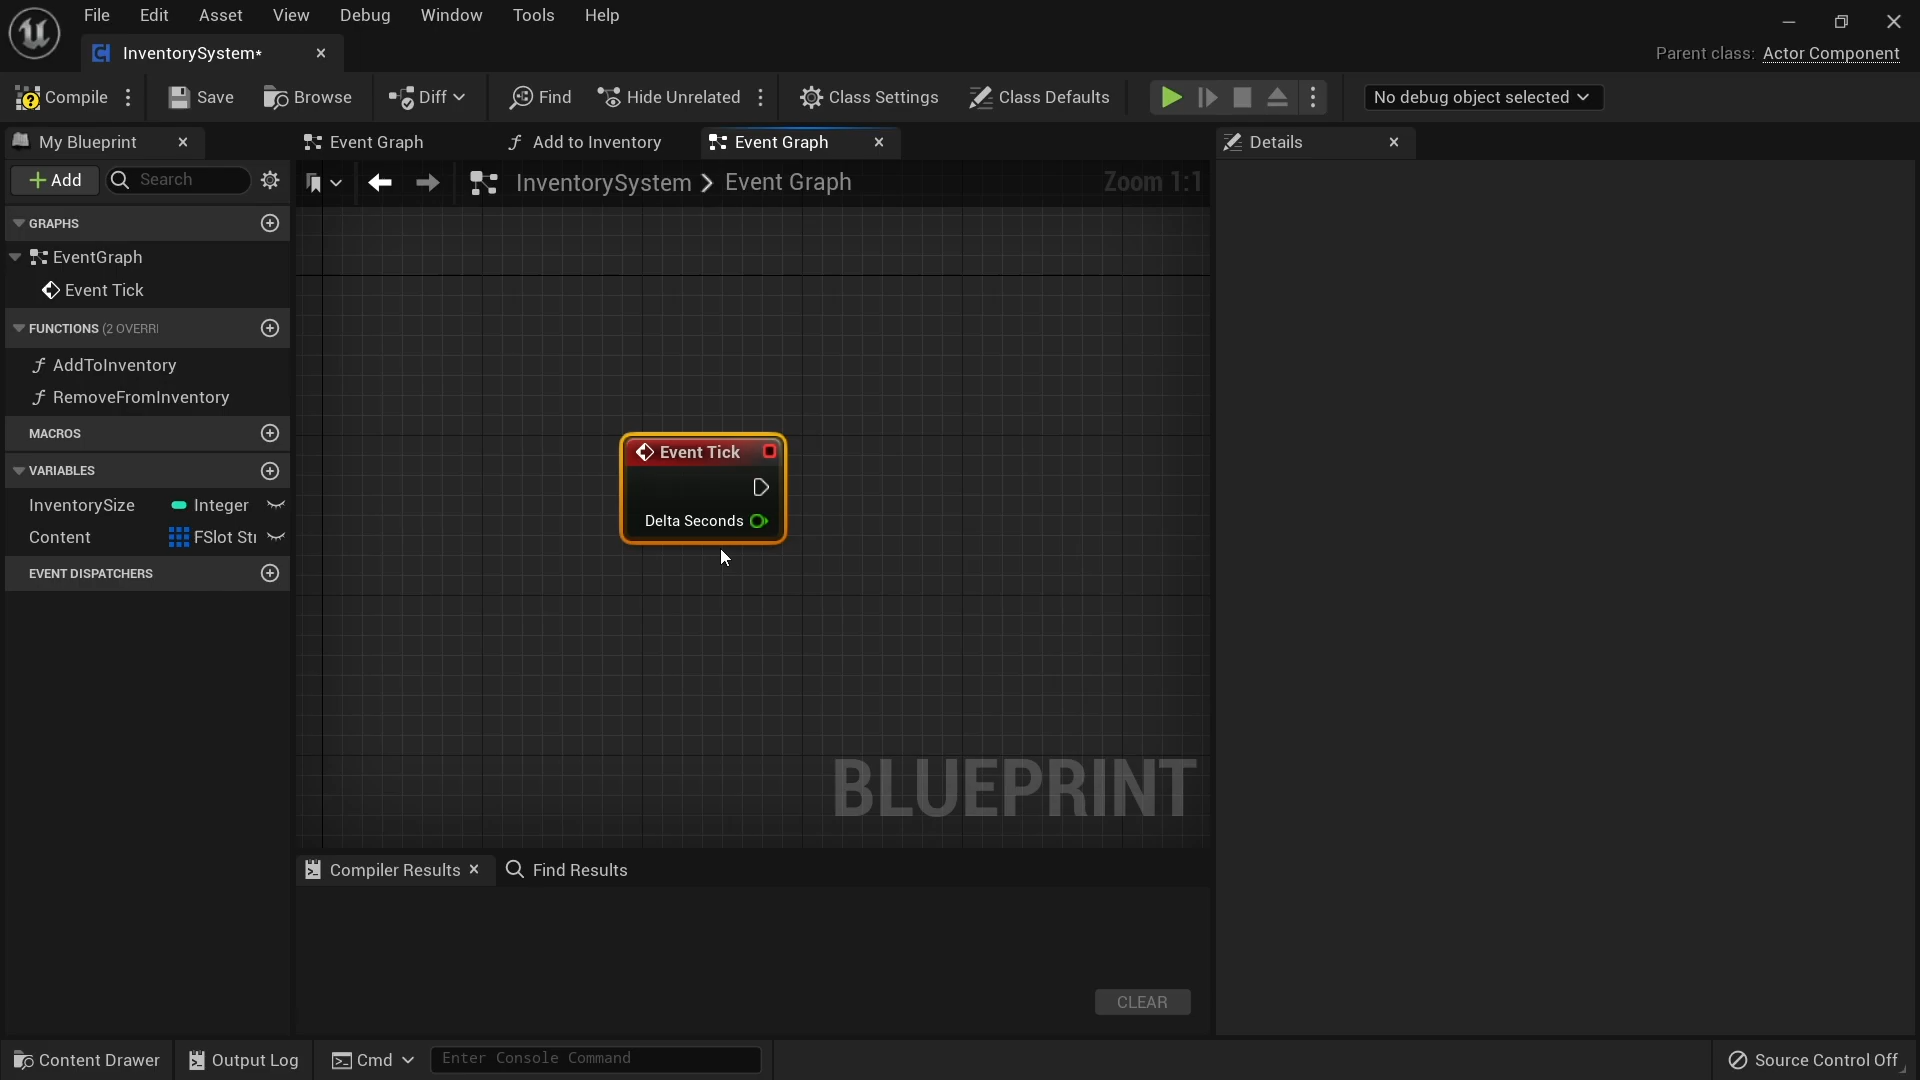 File Edit Asset View Debug Window Tools Help
InventorySystem*
Parent class: Actor Component
Compile Save Browse Diff Find Hide Unrelated Class Settings Class Defaults No debug object selected
My Blueprint Event Graph Add to Inventory Event Graph Details
Add Search InventorySystem > Event Graph Zoom 1:1
GRAPHS
EventGraph
Event Tick
FUNCTIONS (2 OVERRI
AddToInventory
RemoveFromInventory
MACROS
VARIABLES
InventorySize Integer
Content FSlot Str
EVENT DISPATCHERS
Event Tick
Delta Seconds
BLUEPRINT
Compiler Results Find Results
CLEAR
Content Drawer Output Log Cmd Enter Console Command Source Control Off